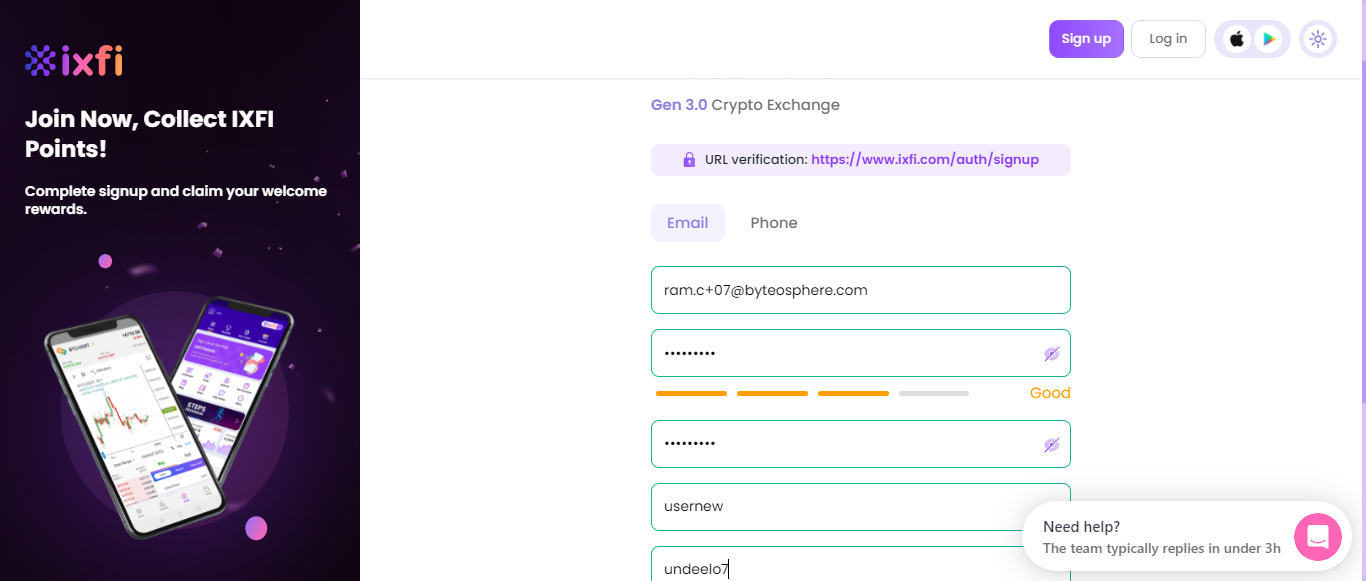 ixfi
Join Now, Collect IXFI
Points!
Complete signup and claim your welcome
rewards.
Sign up
Log in
Gen 3.0 Crypto Exchange
URL verification: https://www.ixfi.com/auth/signup
Email
Phone
ram.c+07@byteosphere.com
•••••••••
Good
•••••••••
usernew
undeelo7
Need help?
The team typically replies in under 3h